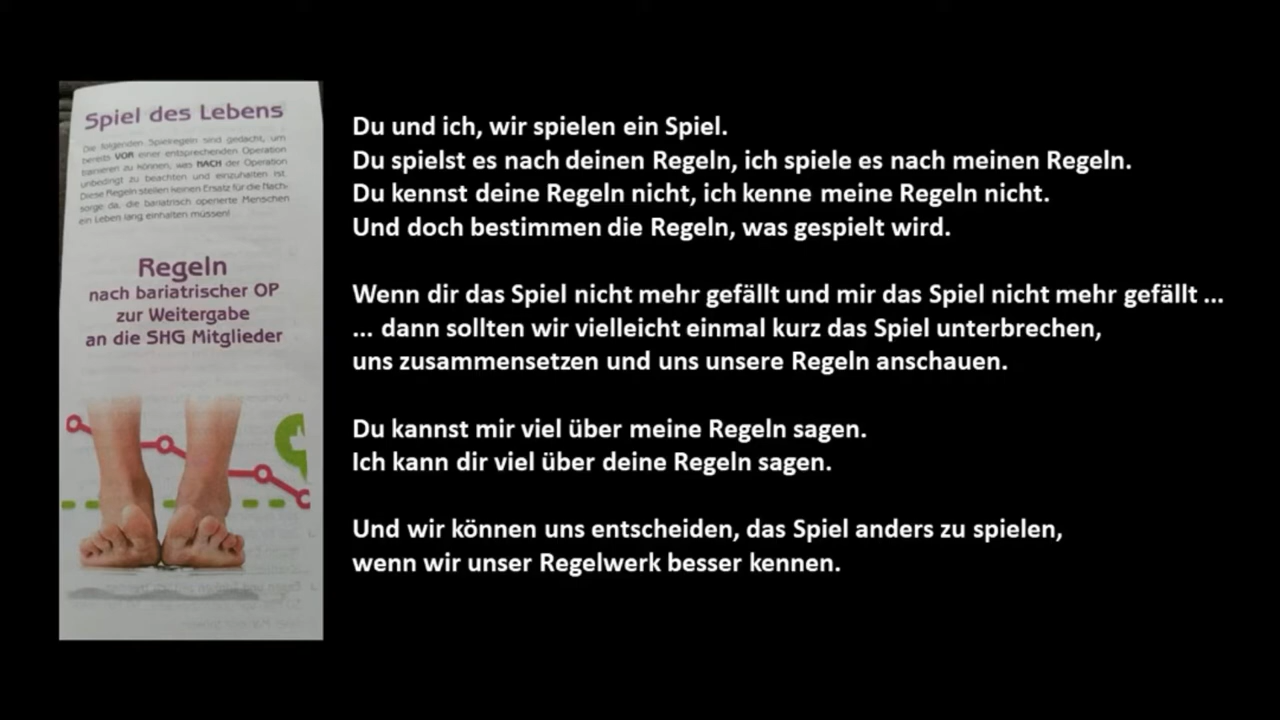 Spiel des Lebens
Die folgenden Spielregeln sind gedacht, um
bereits VOR einer entsprechenden Operation
trainieren zu können, was NACH der Operation
unbedingt zu beachten und einzuhalten ist.
Diese Regeln stellen keinen Ersatz für die Nach-
sorge da, die bariatrisch operierte Menschen
ein Leben lang einhalten müssen!
Regeln
nach bariatrischer OP
zur Weitergabe
an die SHG Mitglieder
Du und ich, wir spielen ein Spiel.
Du spielst es nach deinen Regeln, ich spiele es nach meinen Regeln.
Du kennst deine Regeln nicht, ich kenne meine Regeln nicht.
Und doch bestimmen die Regeln, was gespielt wird.
Wenn dir das Spiel nicht mehr gefällt und mir das Spiel nicht mehr gefällt ...
... dann sollten wir vielleicht einmal kurz das Spiel unterbrechen,
uns zusammensetzen und uns unsere Regeln anschauen.
Du kannst mir viel über meine Regeln sagen.
Ich kann dir viel über deine Regeln sagen.
Und wir können uns entscheiden, das Spiel anders zu spielen,
wenn wir unser Regelwerk besser kennen.